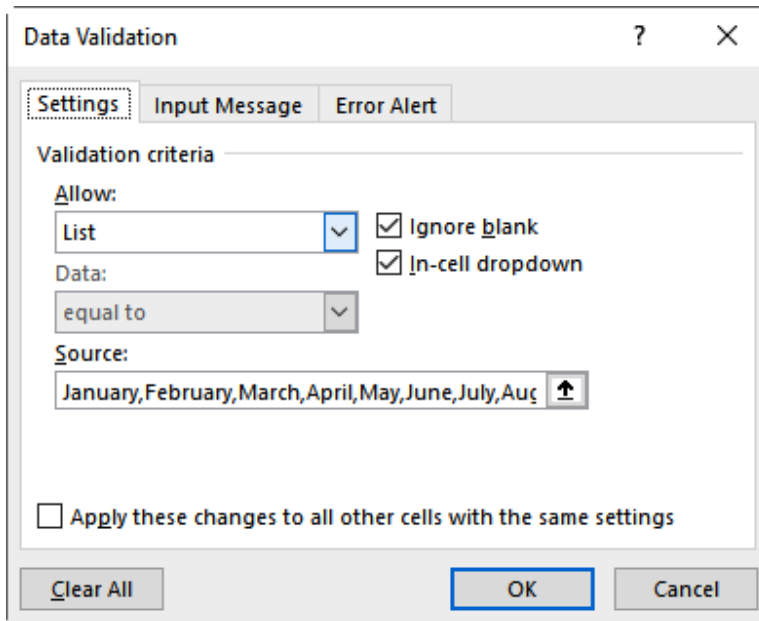 Data Validation ?
Settings Input Message Error Alert
Validation criteria
Allow:
List
Ignore blank
In-cell dropdown
Data:
equal to
Source:
January,February,March,April,May,June,July,Aug
Apply these changes to all other cells with the same settings
Clear All OK Cancel